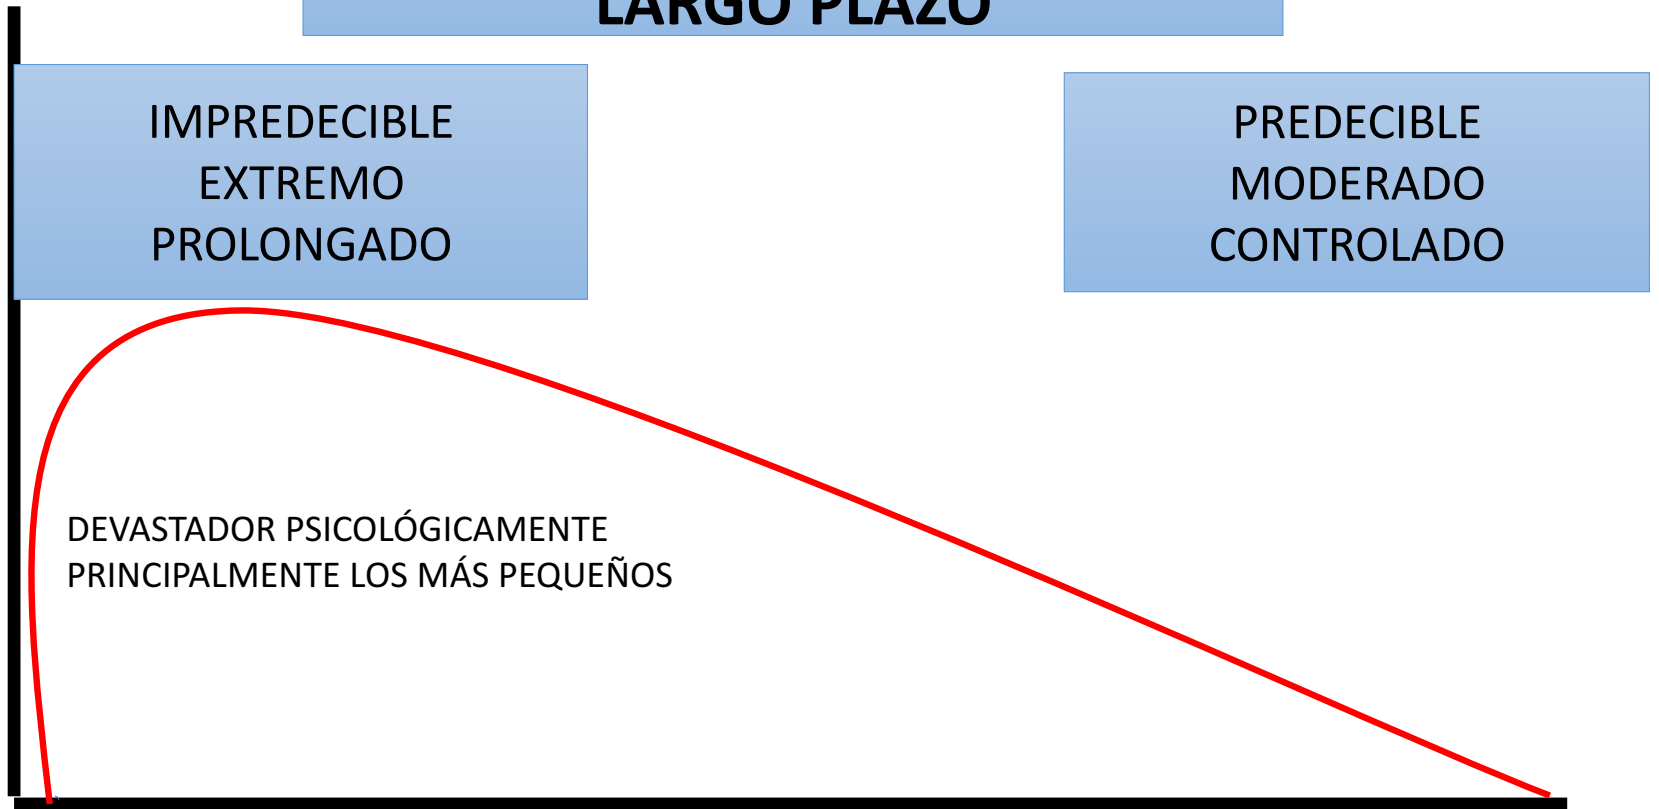 LARGO PLAZO
IMPREDECIBLE
EXTREMO
PROLONGADO
PREDECIBLE
MODERADO
CONTROLADO
DEVASTADOR PSICOLÓGICAMENTE
PRINCIPALMENTE LOS MÁS PEQUEÑOS